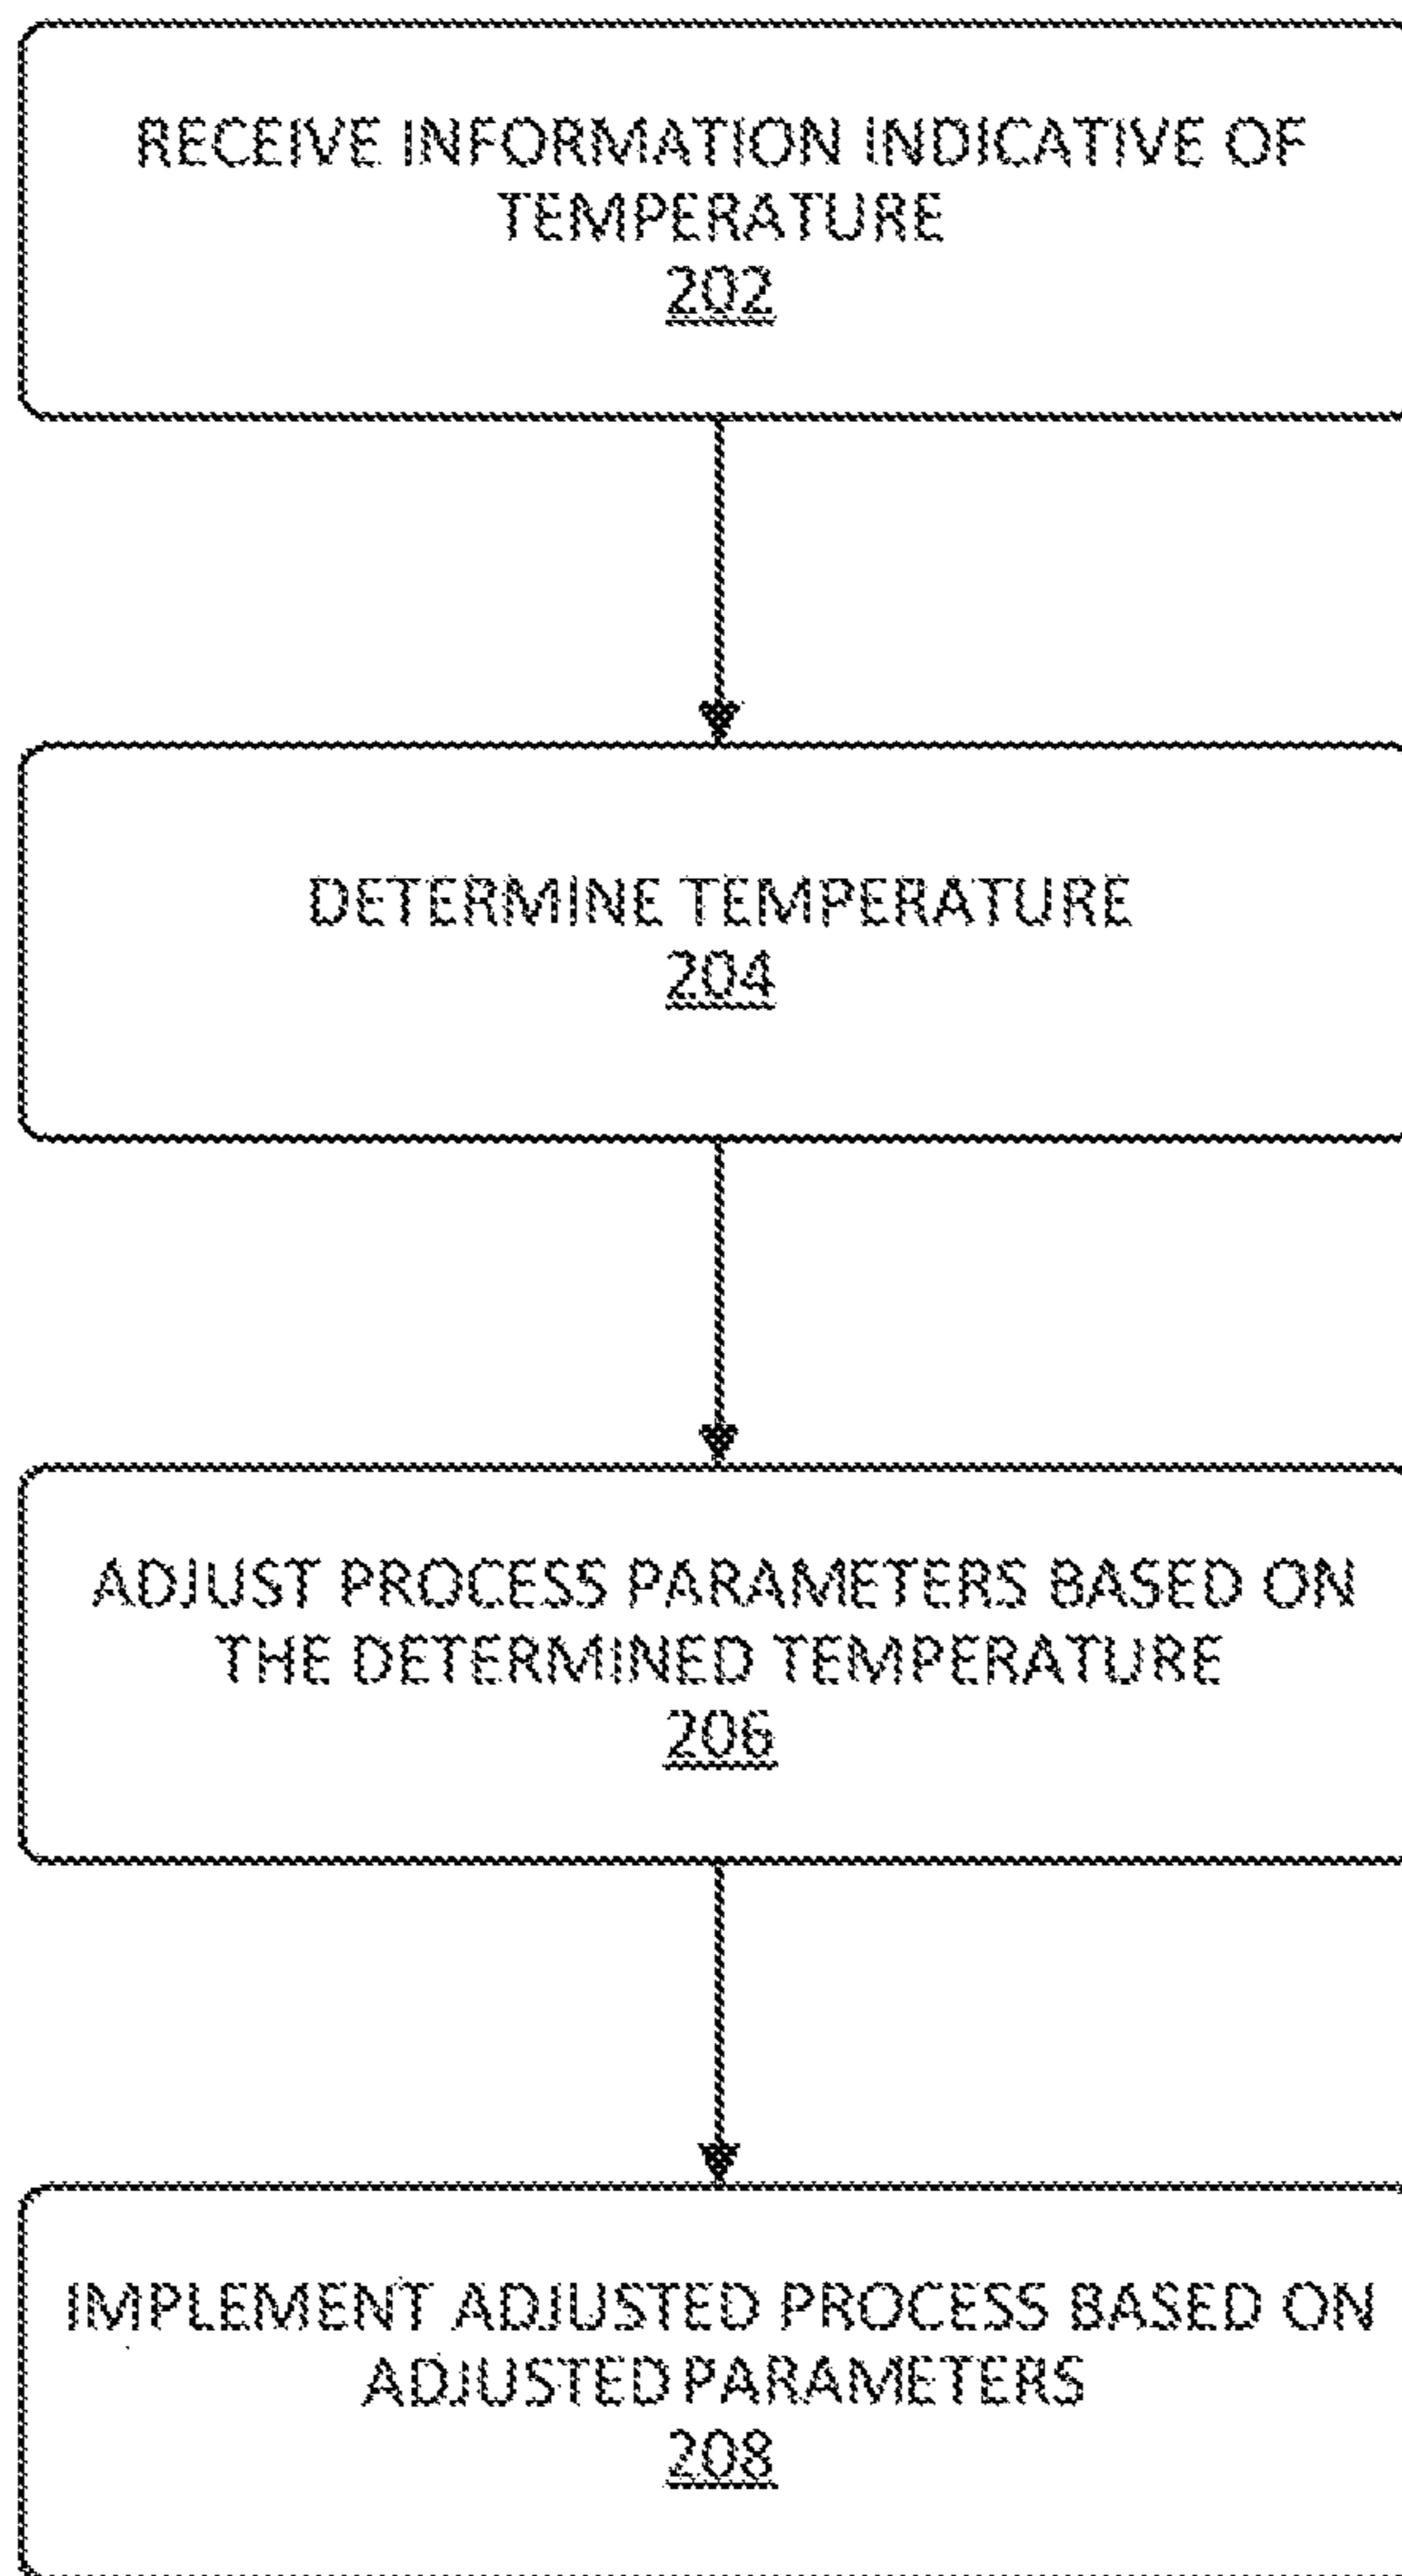 RECEIVE INFORMATION INDICATIVE OF
TEMPERATURE
202
DETERMINE TEMPERATURE
204
ADJUST PROCESS PARAMETERS BASED ON
THE DETERMINED TEMPERATURE
206
IMPLEMENT ADJUSTED PROCESS BASED ON
ADJUSTED PARAMETERS
208